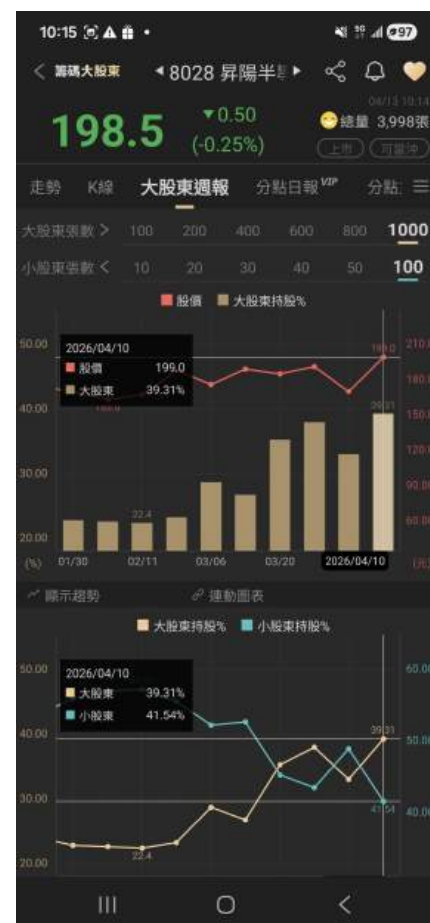 10:15
97
籌碼大股東
8028 昇陽半
198.5
▼0.50
(-0.25%)
04/13 10:14
總量 3,998張
上市
可當沖
走勢 K線 大股東週報 分點日報 VIP 分點
大股東張數 > 100 200 400 600 800 1000
小股東張數 < 10 20 30 40 50 100
股價 大股東持股%
50.00
40.00
30.00
20.00
(%)
2026/04/10
股價 199.0
大股東 39.31%
199.0
39.31
22.4
210.0
180.0
150.0
120.0
90.00
60.00
(元)
01/30 02/11 03/06 03/20 2026/04/10
顯示趨勢 連動圖表
大股東持股% 小股東持股%
50.00
40.00
30.00
20.00
2026/04/10
大股東 39.31%
小股東 41.54%
39.31
41.54
22.4
60.00
50.00
40.00